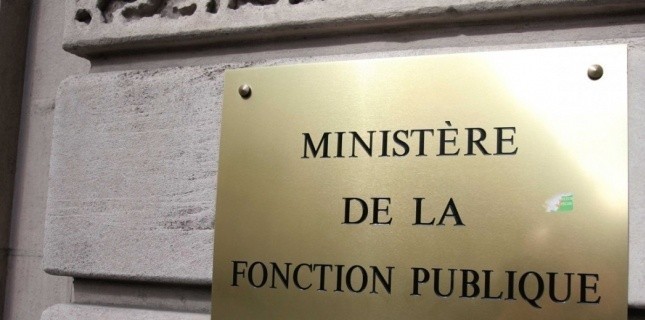 MINISTÈRE
DE LA
FONCTION PUBLIQUE